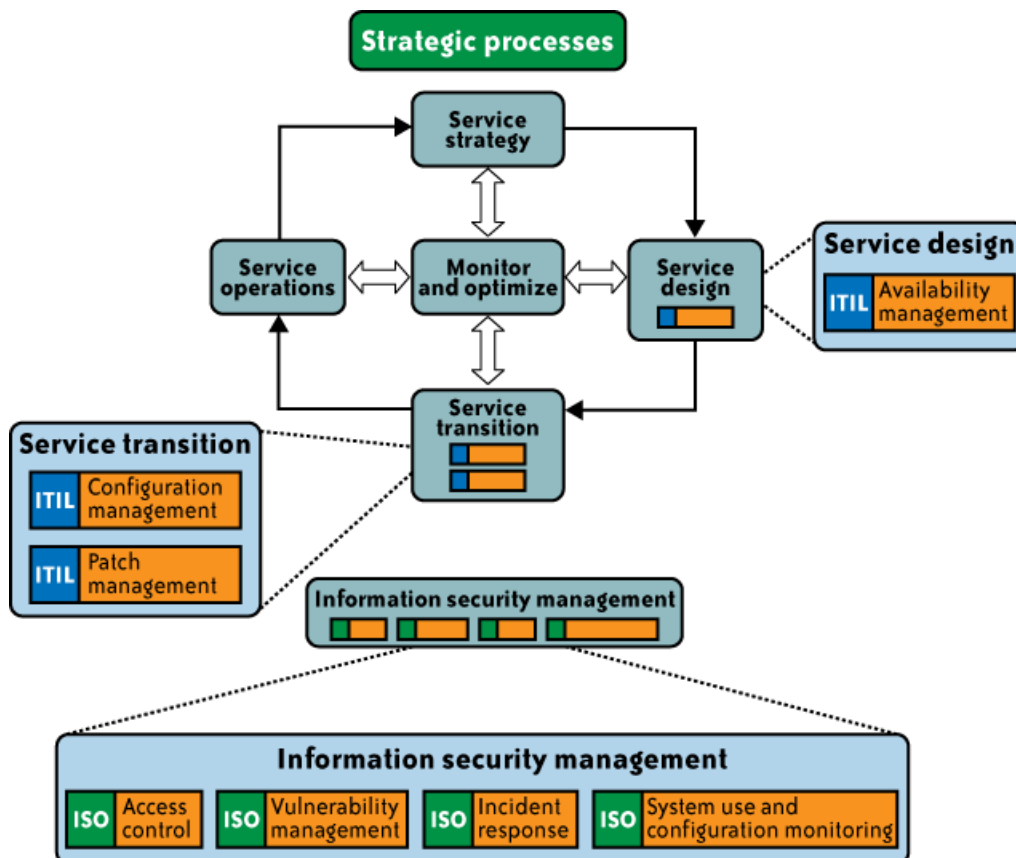 Strategic processes
Service
strategy
Service
operations
Monitor
and optimize
Service
design
Service design
ITIL
Availability
management
Service
transition
Service transition
ITIL
Configuration
management
ITIL
Patch
management
Information security management
Information security management
ISO
Access
control
ISO
Vulnerability
management
ISO
Incident
response
ISO
System use and
configuration monitoring